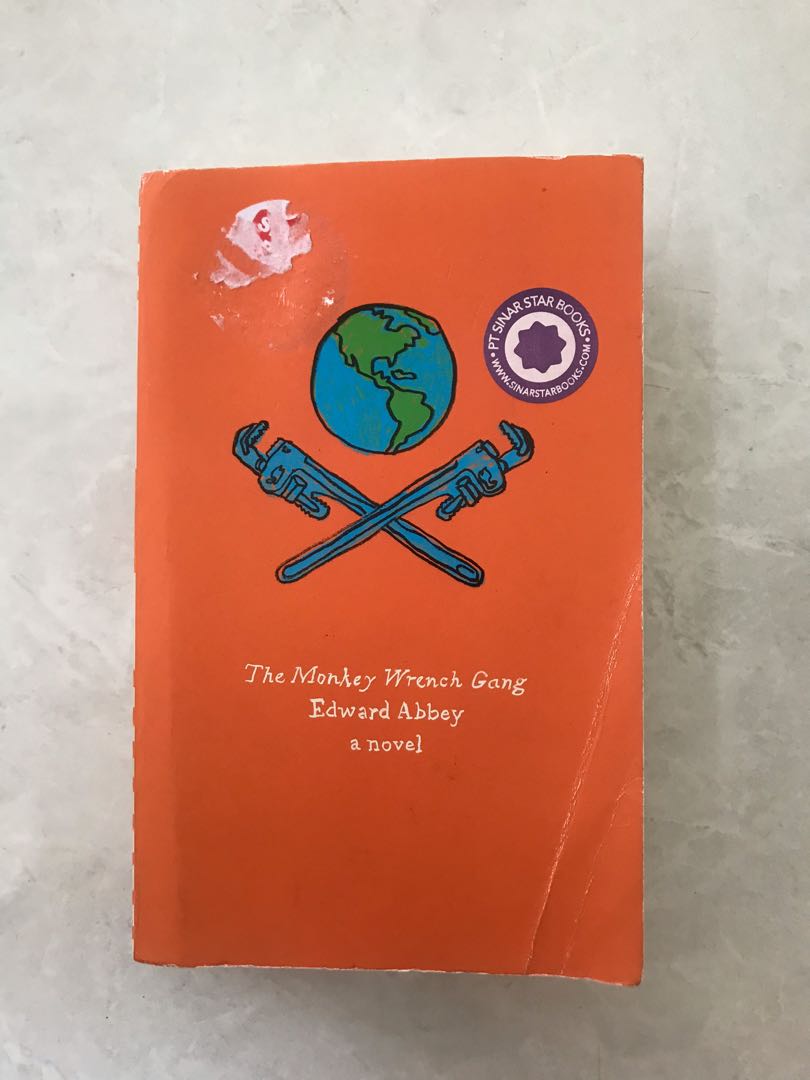 • PT SINAR STAR BOOKS •
WWW.SINARSTARBOOKS.COM
The Monkey Wrench Gang
Edward Abbey
a novel